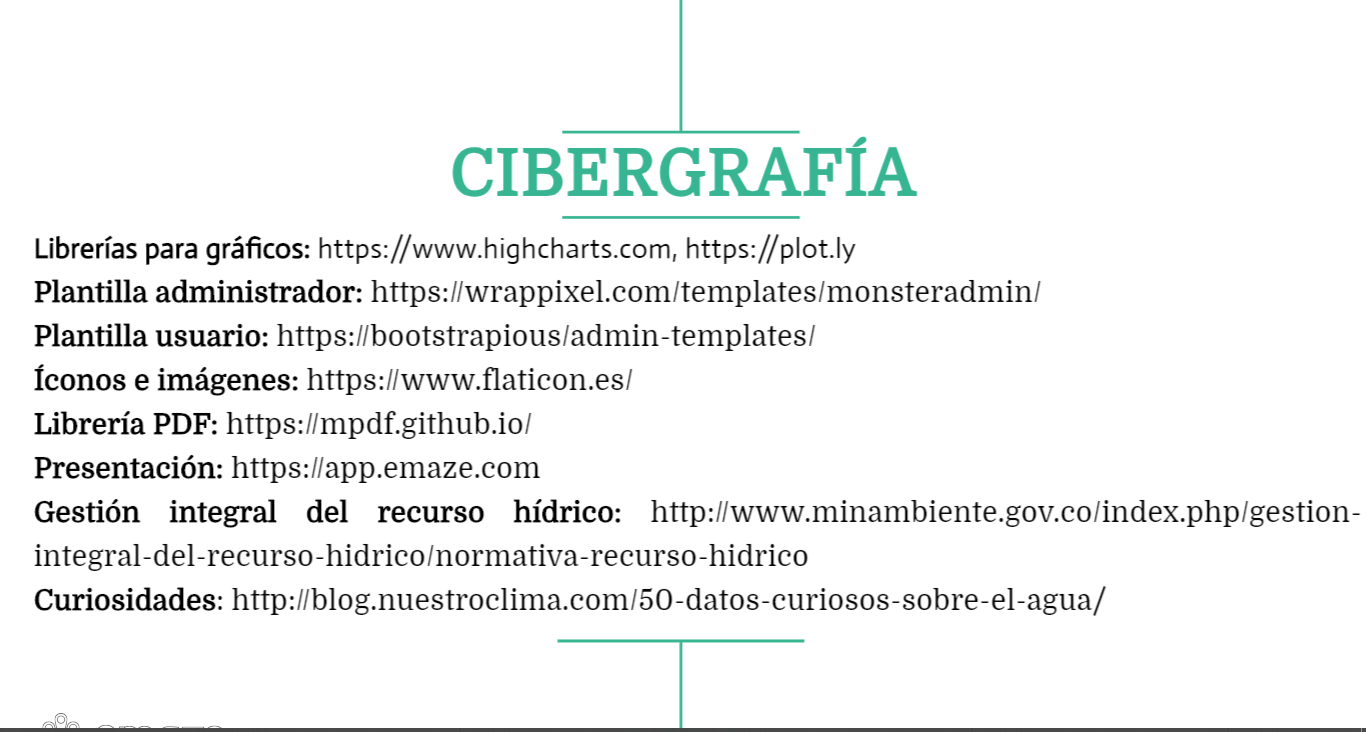 CIBERGRAFÍA
Librerías para gráficos: https://www.highcharts.com, https://plot.ly
Plantilla administrador: https://wrappixel.com/templates/monsteradmin/
Plantilla usuario: https://bootstrapious/admin-templates/
Íconos e imágenes: https://www.flaticon.es/
Librería PDF: https://mpdf.github.io/
Presentación: https://app.emaze.com
Gestión integral del recurso hídrico: http://www.minambiente.gov.co/index.php/gestion-
integral-del-recurso-hidrico/normativa-recurso-hidrico
Curiosidades: http://blog.nuestroclima.com/50-datos-curiosos-sobre-el-agua/